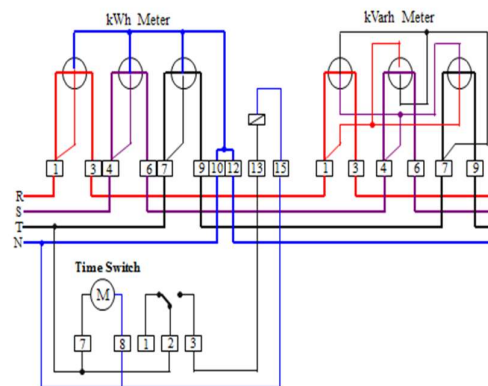 kWh Meter
kVarh Meter
1 3 4 6 7 9 10 12 13 15 1 3 4 6 7 9
R
S
T
N
Time Switch
M
7 8 1 2 3